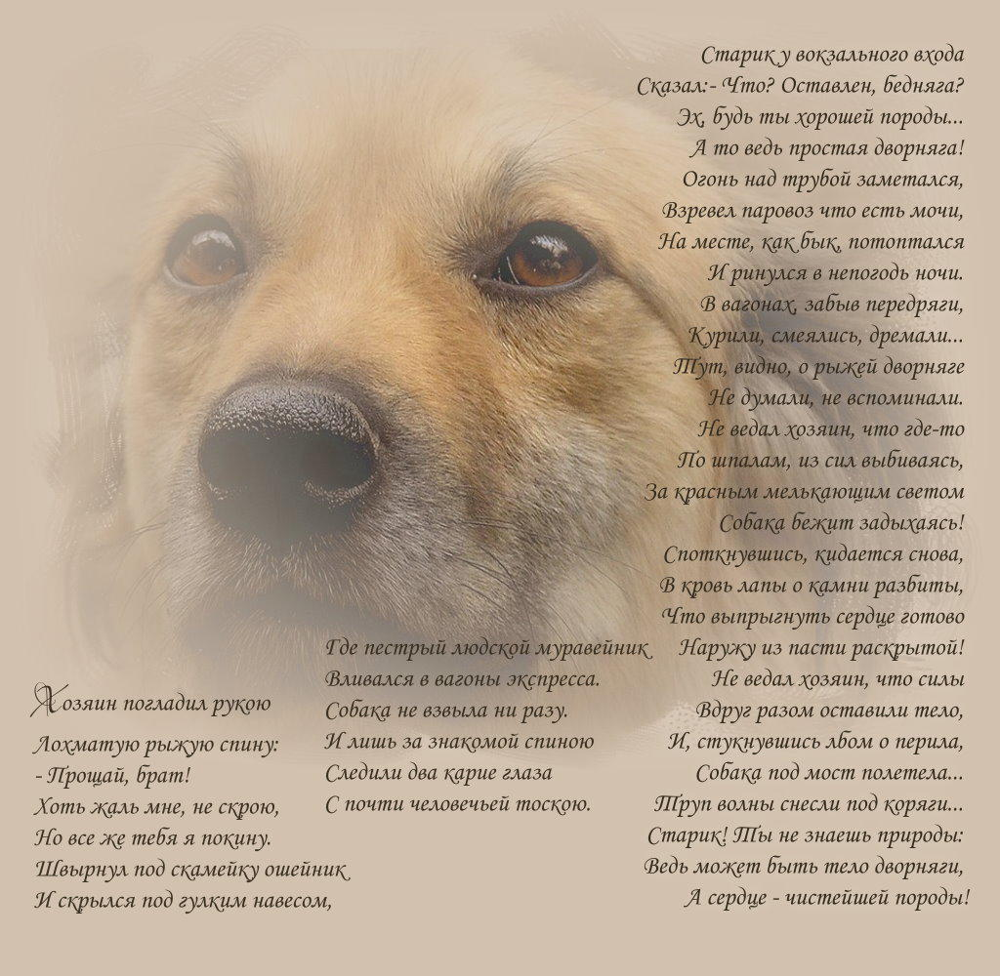 Хозяин погладил рукою
Лохматую рыжую спину:
- Прощай, брат!
Хоть жаль мне, не скрою,
Но все же тебя я покину.
Швырнул под скамейку ошейник
И скрылся под гулким навесом,
Где пестрый людской муравейник
Вливался в вагоны экспресса.
Собака не взвыла ни разу.
И лишь за знакомой спиною
Следили два карие глаза
С почти человечьей тоскою.
Старик у вокзального входа
Сказал:- Что? Оставлен, бедняга?
Эх, будь ты хорошей породы...
А то ведь простая дворняга!
Огонь над трубой заметался,
Взревел паровоз что есть мочи,
На месте, как бык, потоптался
И ринулся в непогодь ночи.
В вагонах, забыв передряги,
Курили, смеялись, дремали...
Тут, видно, о рыжей дворняге
Не думали, не вспоминали.
Не ведал хозяин, что где-то
По шпалам, из сил выбиваясь,
За красным мелькающим светом
Собака бежит задыхаясь!
Споткнувшись, кидается снова,
В кровь лапы о камни разбиты,
Что выпрыгнуть сердце готово
Наружу из пасти раскрытой!
Не ведал хозяин, что силы
Вдруг разом оставили тело,
И, стукнувшись лбом о перила,
Собака под мост полетела...
Труп волны снесли под коряги...
Старик! Ты не знаешь природы:
Ведь может быть тело дворняги,
А сердце - чистейшей породы!